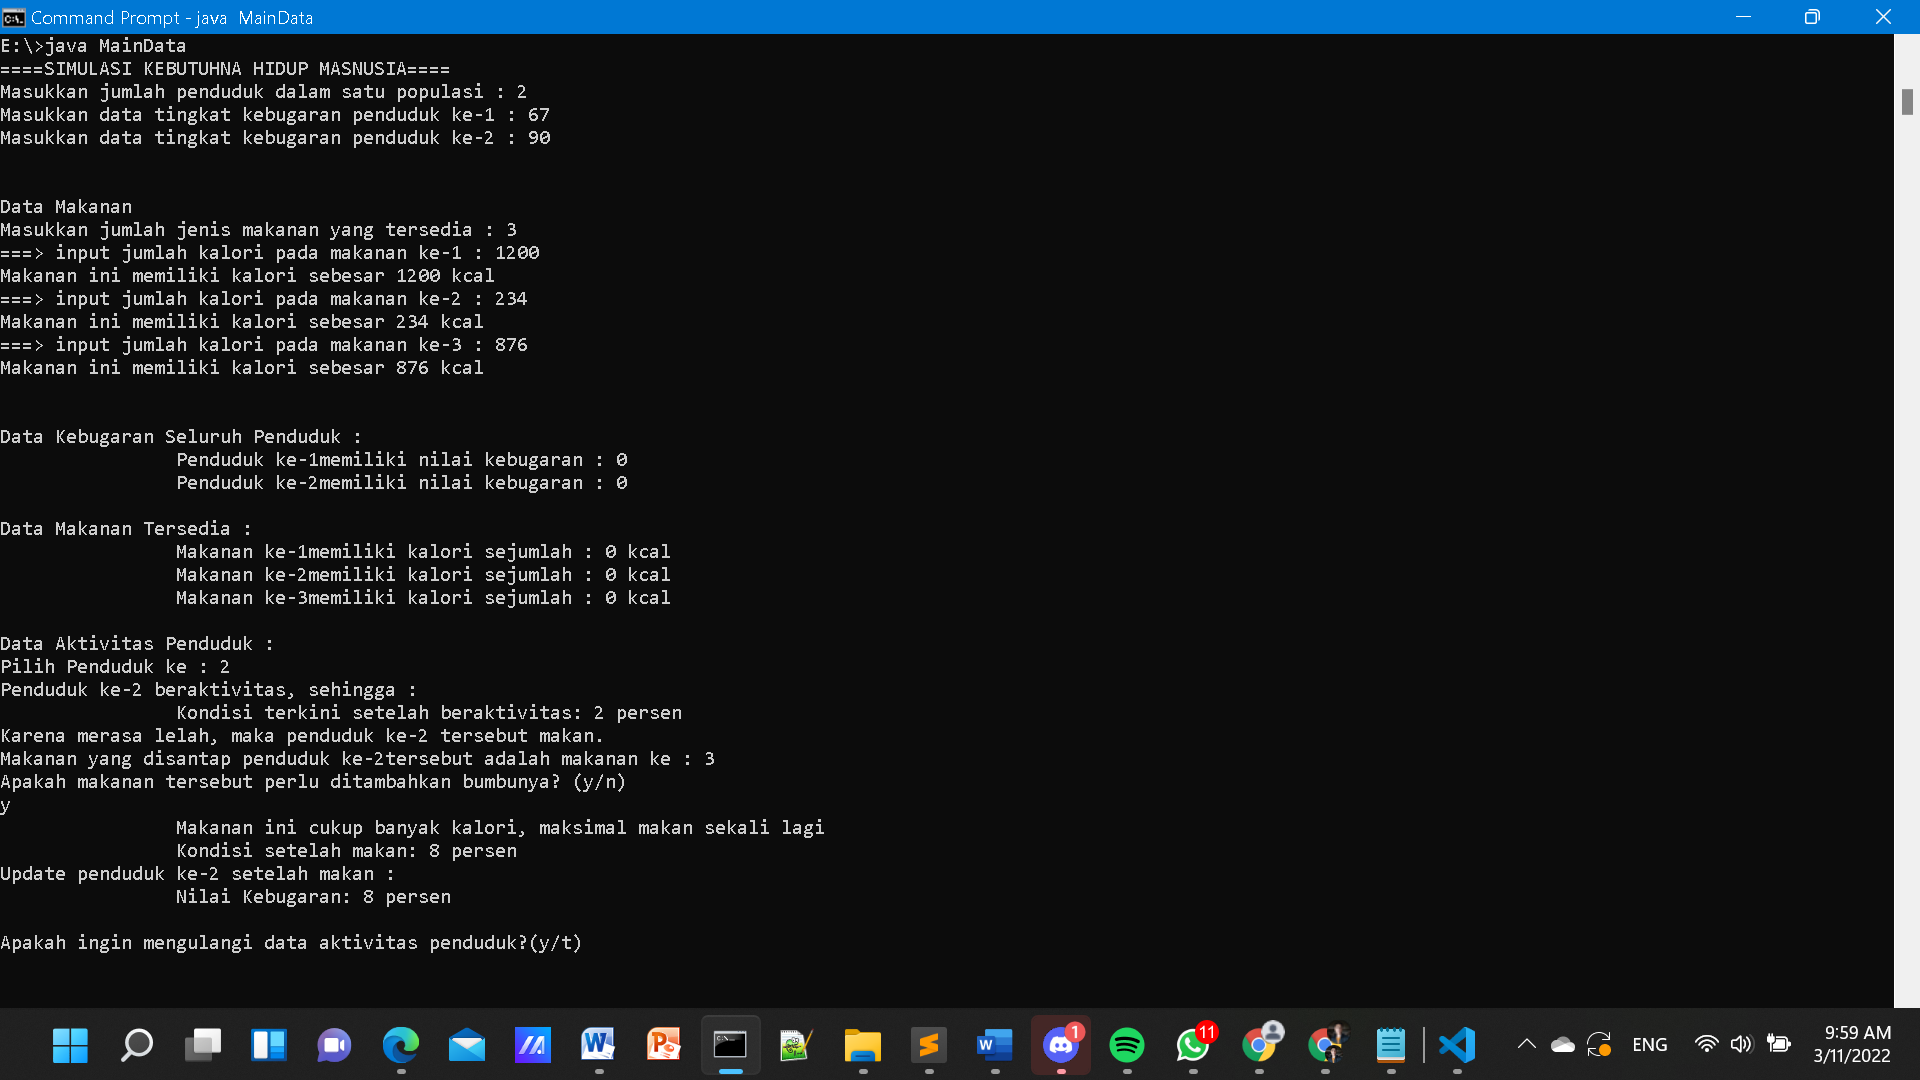 Command Prompt - java  MainData
E:\>java MainData
====SIMULASI KEBUTUHNA HIDUP MASNUSIA====
Masukkan jumlah penduduk dalam satu populasi : 2
Masukkan data tingkat kebugaran penduduk ke-1 : 67
Masukkan data tingkat kebugaran penduduk ke-2 : 90
Data Makanan
Masukkan jumlah jenis makanan yang tersedia : 3
===> input jumlah kalori pada makanan ke-1 : 1200
Makanan ini memiliki kalori sebesar 1200 kcal
===> input jumlah kalori pada makanan ke-2 : 234
Makanan ini memiliki kalori sebesar 234 kcal
===> input jumlah kalori pada makanan ke-3 : 876
Makanan ini memiliki kalori sebesar 876 kcal
Data Kebugaran Seluruh Penduduk :
Penduduk ke-1memiliki nilai kebugaran : 0
Penduduk ke-2memiliki nilai kebugaran : 0
Data Makanan Tersedia :
Makanan ke-1memiliki kalori sejumlah : 0 kcal
Makanan ke-2memiliki kalori sejumlah : 0 kcal
Makanan ke-3memiliki kalori sejumlah : 0 kcal
Data Aktivitas Penduduk :
Pilih Penduduk ke : 2
Penduduk ke-2 beraktivitas, sehingga :
Kondisi terkini setelah beraktivitas: 2 persen
Karena merasa lelah, maka penduduk ke-2 tersebut makan.
Makanan yang disantap penduduk ke-2tersebut adalah makanan ke : 3
Apakah makanan tersebut perlu ditambahkan bumbunya? (y/n)
y
Makanan ini cukup banyak kalori, maksimal makan sekali lagi
Kondisi setelah makan: 8 persen
Update penduduk ke-2 setelah makan :
Nilai Kebugaran: 8 persen
Apakah ingin mengulangi data aktivitas penduduk?(y/t)
1
11
ENG
9:59 AM
3/11/2022